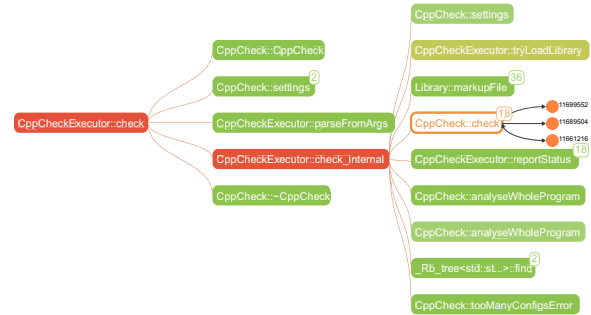 CppCheckExecutor::check
CppCheck::CppCheck
CppCheck::settings
2
CppCheckExecutor::parseFromArgs
CppCheckExecutor::check_internal
CppCheck::~CppCheck
CppCheck::settings
CppCheckExecutor::tryLoadLibrary
Library::markupFile
36
CppCheck::check
18
11699552
11689504
11661216
CppCheckExecutor::reportStatus
18
CppCheck::analyseWholeProgram
CppCheck::analyseWholeProgram
_Rb_tree<std::st...>::find
2
CppCheck::tooManyConfigsError